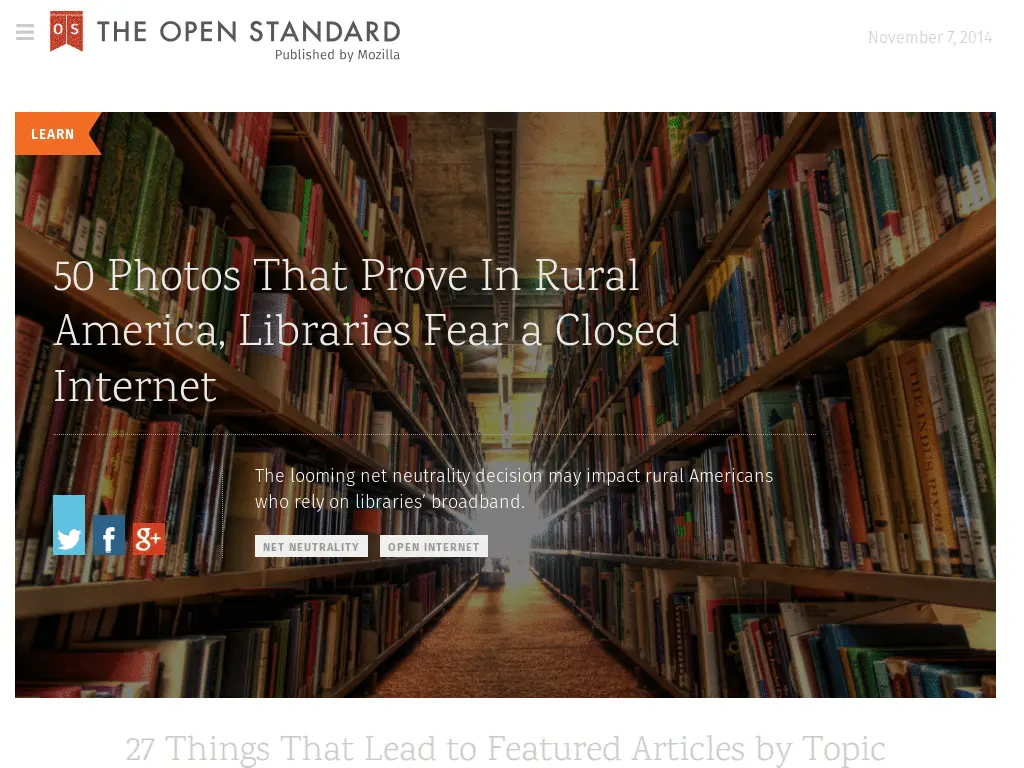 OS THE OPEN STANDARD
Published by Mozilla
November 7, 2014
LEARN
50 Photos That Prove In Rural
America, Libraries Fear a Closed
Internet
The looming net neutrality decision may impact rural Americans
who rely on libraries' broadband.
f g+
NET NEUTRALITY OPEN INTERNET
27 Things That Lead to Featured Articles by Topic